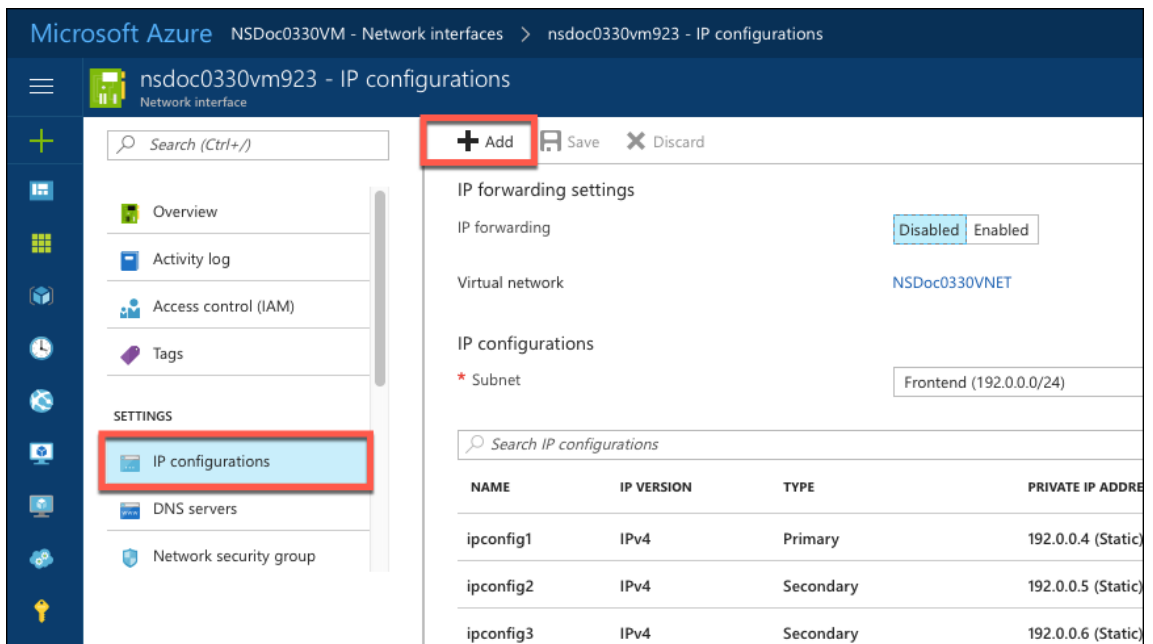 Microsoft Azure NSDoc0330VM - Network interfaces > nsdoc0330vm923 - IP configurations
nsdoc0330vm923 - IP configurations
Network interface
Search (Ctrl+/)
Overview
Activity log
Access control (IAM)
Tags
SETTINGS
IP configurations
DNS servers
Network security group
Add Save Discard
IP forwarding settings
IP forwarding Disabled Enabled
Virtual network NSDoc0330VNET
IP configurations
* Subnet Frontend (192.0.0.0/24)
Search IP configurations
NAME IP VERSION TYPE PRIVATE IP ADDRE
ipconfig1 IPv4 Primary 192.0.0.4 (Static)
ipconfig2 IPv4 Secondary 192.0.0.5 (Static)
ipconfig3 IPv4 Secondary 192.0.0.6 (Static)